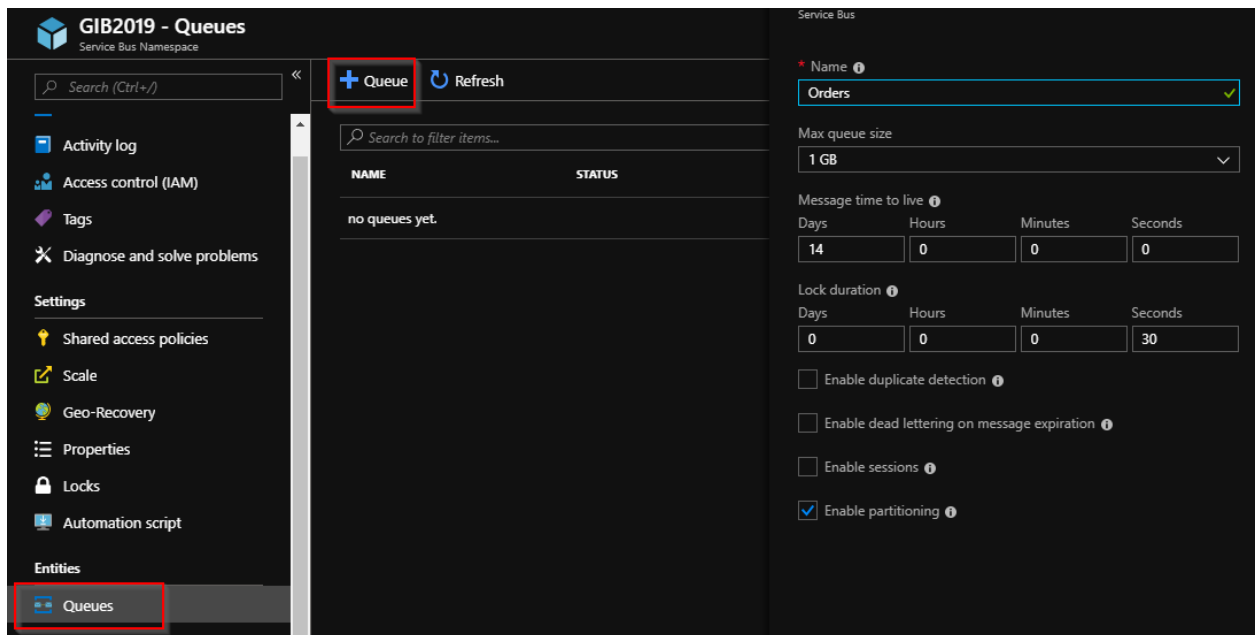 GIB2019 - Queues
Service Bus Namespace
Search (Ctrl+/)
«
Activity log
Access control (IAM)
Tags
Diagnose and solve problems
Settings
Shared access policies
Scale
Geo-Recovery
Properties
Locks
Automation script
Entities
Queues
+ Queue Refresh
Search to filter items...
NAME STATUS
no queues yet.
Service Bus
* Name
Orders
Max queue size
1 GB
Message time to live
Days Hours Minutes Seconds
14 0 0 0
Lock duration
Days Hours Minutes Seconds
0 0 0 30
Enable duplicate detection
Enable dead lettering on message expiration
Enable sessions
Enable partitioning